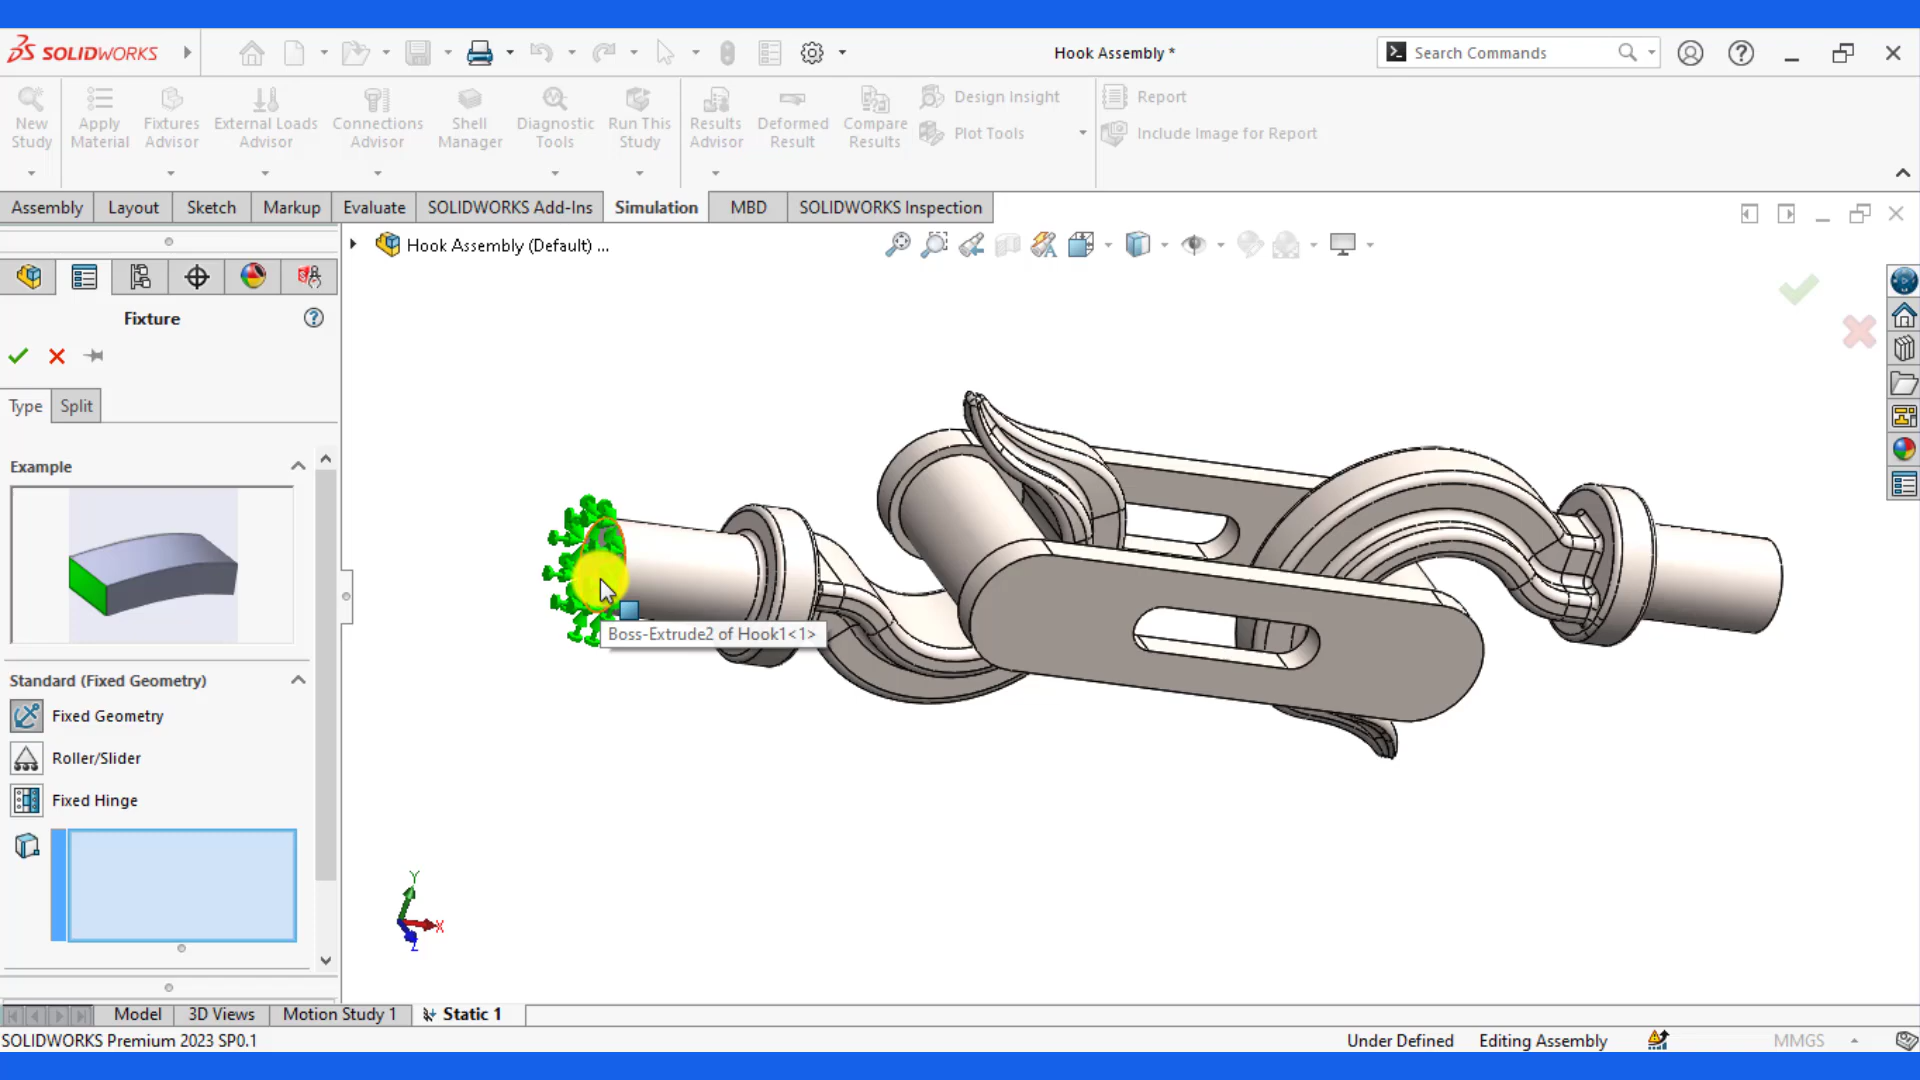 SOLIDWORKS
Hook Assembly *
Search Commands
New Study
Apply Material
Fixtures Advisor
External Loads Advisor
Connections Advisor
Shell Manager
Diagnostic Tools
Run This Study
Results Advisor
Deformed Result
Compare Results
Design Insight
Plot Tools
Report
Include Image for Report
Assembly
Layout
Sketch
Markup
Evaluate
SOLIDWORKS Add-Ins
Simulation
MBD
SOLIDWORKS Inspection
Hook Assembly (Default) ...
Fixture
Type
Split
Example
Boss-Extrude2 of Hook1<1>
Standard (Fixed Geometry)
Fixed Geometry
Roller/Slider
Fixed Hinge
Y
X
Z
Model
3D Views
Motion Study 1
Static 1
SOLIDWORKS Premium 2023 SP0.1
Under Defined
Editing Assembly
MMGS